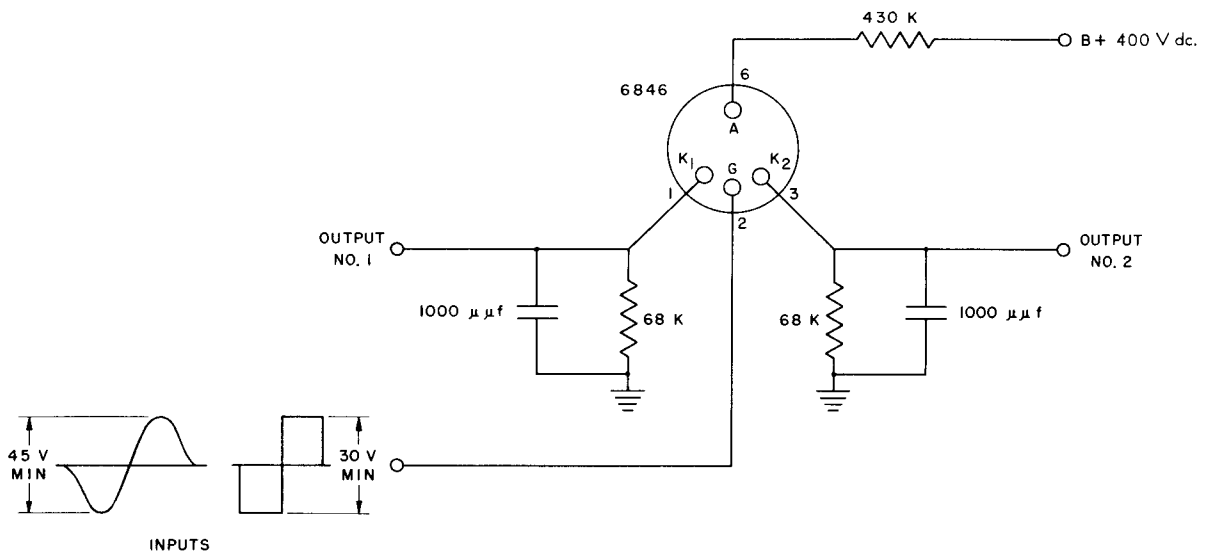 430 K
B+ 400 V dc.
6
6846
A
K1
G
K2
1
3
2
OUTPUT
NO. 1
OUTPUT
NO. 2
1000 μμf
68 K
68 K
1000 μμf
45 V
MIN
30 V
MIN
INPUTS